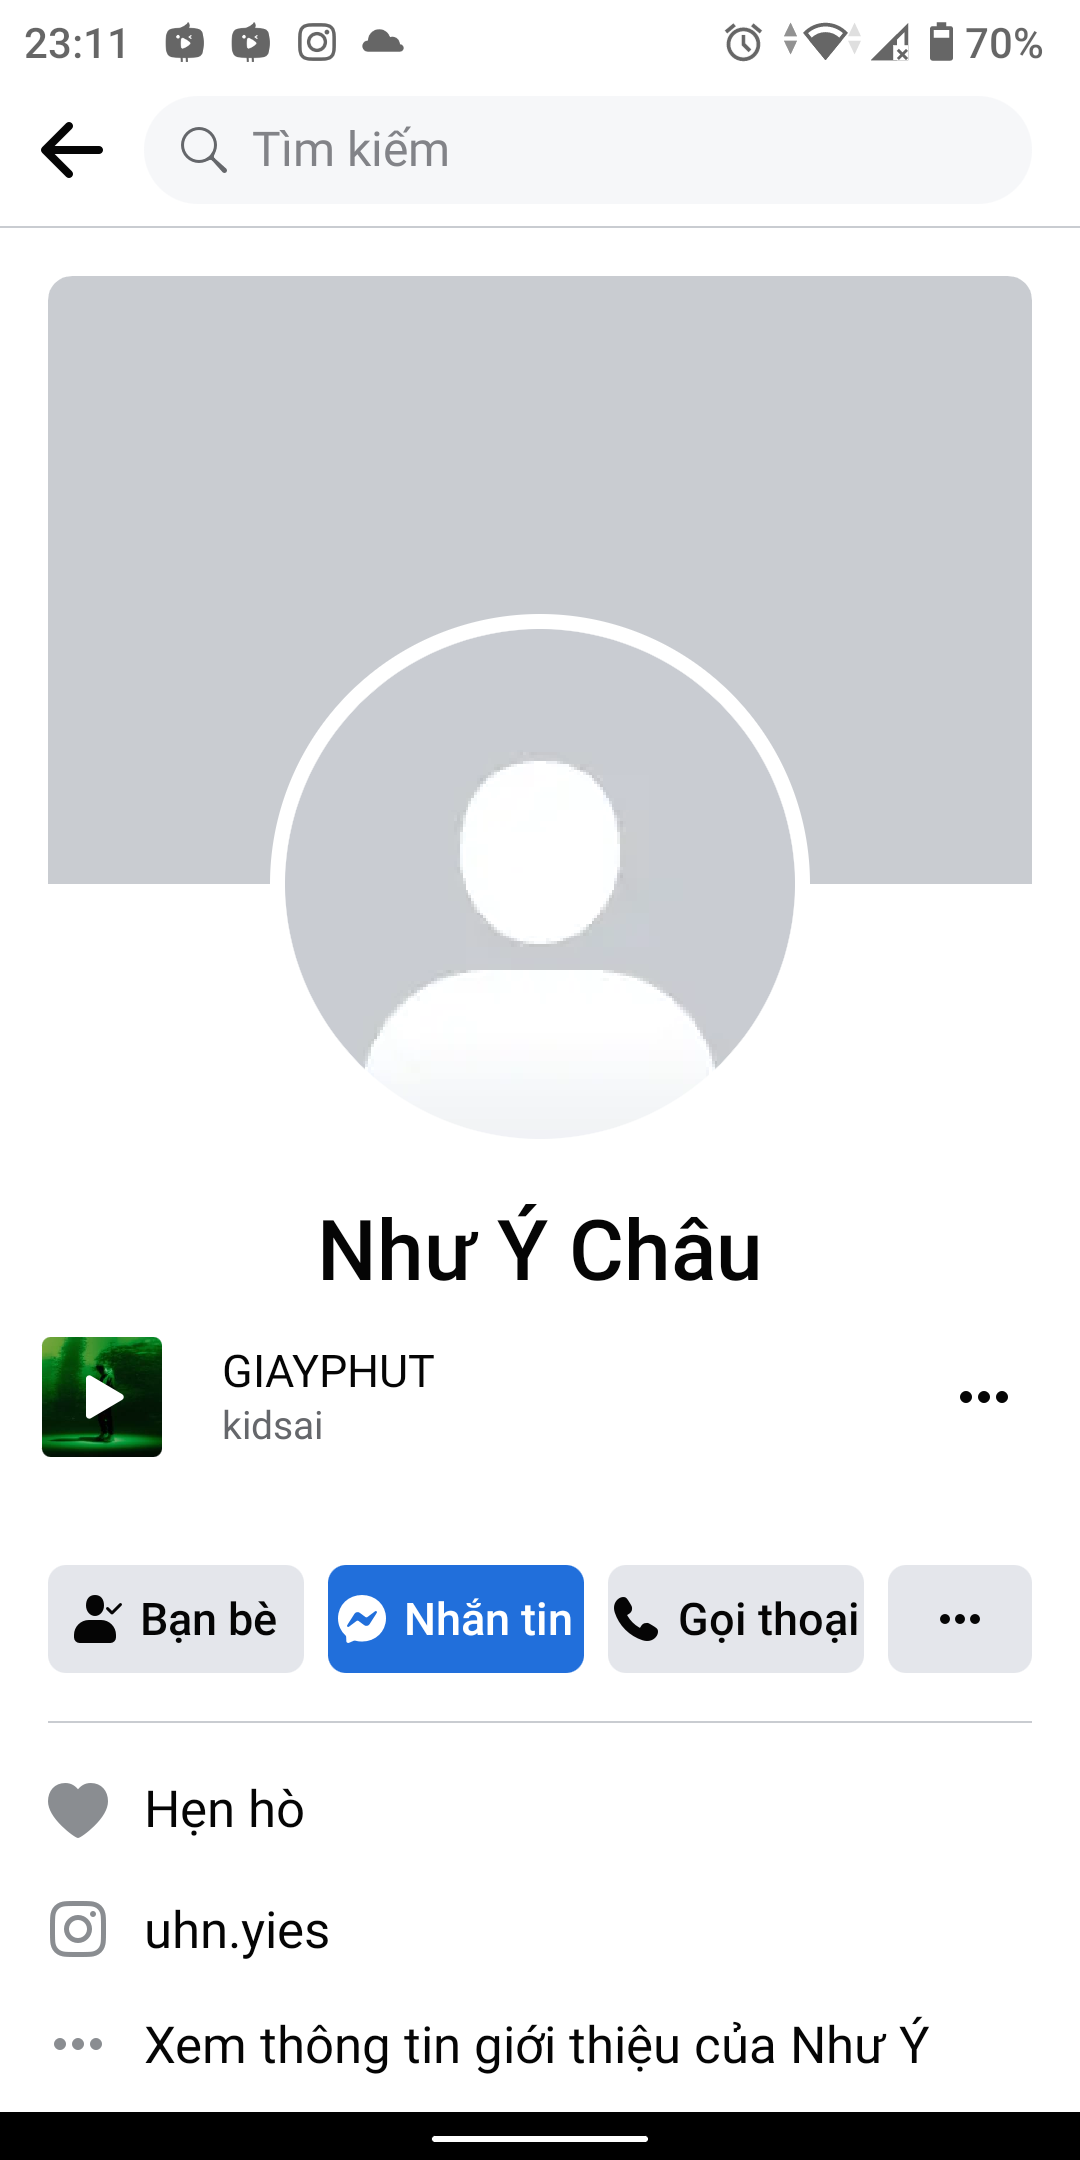 23:11
70%
Tìm kiếm
Như Ý Châu
GIAYPHUT
kidsai
Bạn bè
Nhắn tin
Gọi thoại
Hẹn hò
uhn.yies
Xem thông tin giới thiệu của Như Ý